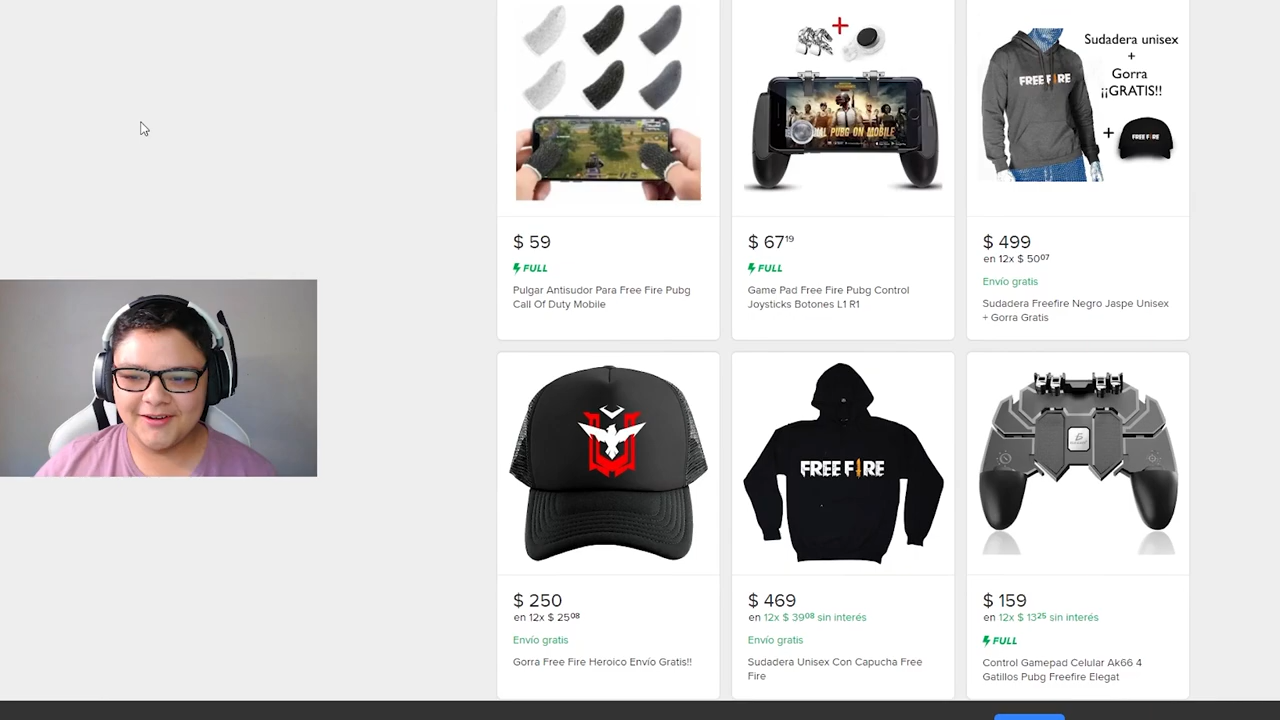 Sudadera unisex
+
Gorra
¡¡GRATIS!!
+
FREE FIRE
FREE FIRE
PUBG ON MOBILE
$ 59
FULL
Pulgar Antisudor Para Free Fire Pubg
Call Of Duty Mobile
$ 67¹⁹
FULL
Game Pad Free Fire Pubg Control
Joysticks Botones L1 R1
$ 499
en 12x $ 50⁰⁷
Envío gratis
Sudadera Freefire Negro Jaspe Unisex
+ Gorra Gratis
FREE FIRE
$ 250
en 12x $ 25⁰⁸
Envío gratis
Gorra Free Fire Heroico Envío Gratis!!
$ 469
en 12x $ 39⁰⁸ sin interés
Envío gratis
Sudadera Unisex Con Capucha Free
Fire
$ 159
en 12x $ 13²⁵ sin interés
FULL
Control Gamepad Celular Ak66 4
Gatillos Pubg Freefire Elegat